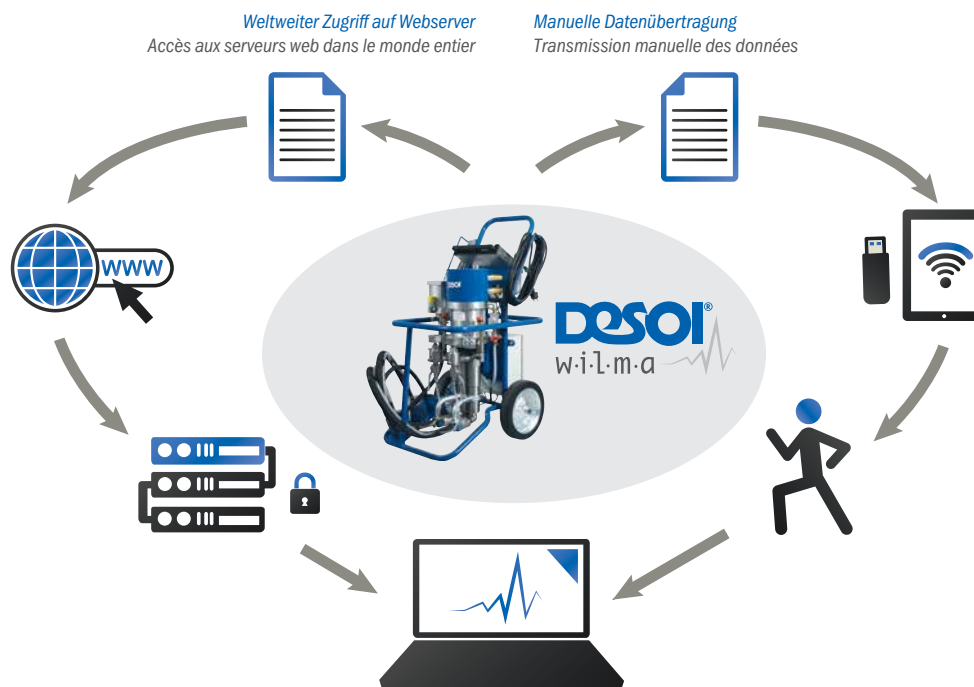 Weltweiter Zugriff auf Webserver
Accès aux serveurs web dans le monde entier
Manuelle Datenübertragung
Transmission manuelle des données
WWW
DESOI®
w·i·l·m·a